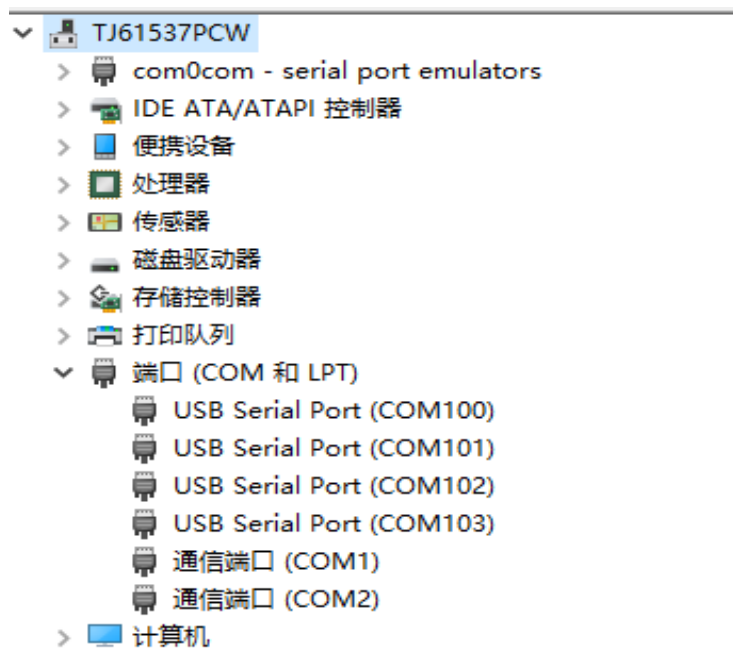 TJ61537PCW
com0com - serial port emulators
IDE ATA/ATAPI 控制器
便携设备
处理器
传感器
磁盘驱动器
存储控制器
打印队列
端口 (COM 和 LPT)
USB Serial Port (COM100)
USB Serial Port (COM101)
USB Serial Port (COM102)
USB Serial Port (COM103)
通信端口 (COM1)
通信端口 (COM2)
计算机